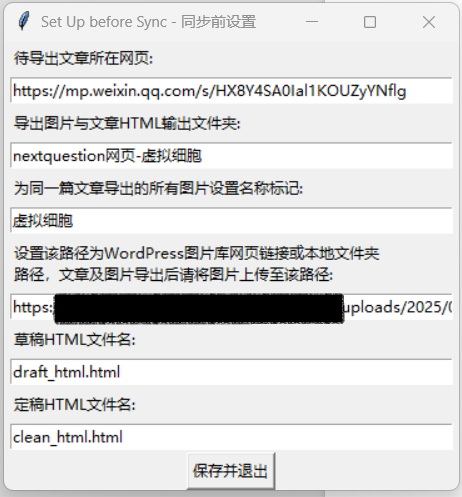 Set Up before Sync - 同步前设置
待导出文章所在网页:
https://mp.weixin.qq.com/s/HX8Y4SA0Ial1KOUZyYNflg
导出图片与文章HTML输出文件夹:
nextquestion网页-虚拟细胞
为同一篇文章导出的所有图片设置名称标记:
虚拟细胞
设置该路径为WordPress图片库网页链接或本地文件夹
路径，文章及图片导出后请将图片上传至该路径:
https: uploads/2025/0
草稿HTML文件名:
draft_html.html
定稿HTML文件名:
clean_html.html
保存并退出